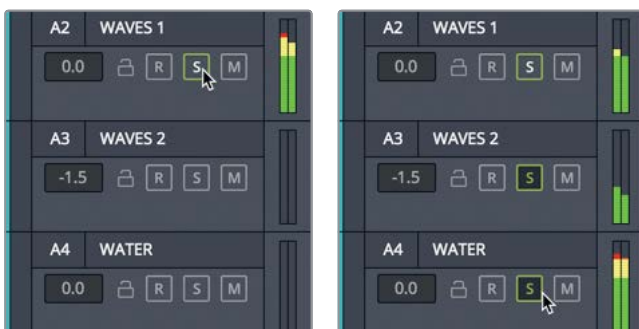 A2 WAVES 1
0.0 R S M
A3 WAVES 2
-1.5 R S M
A4 WATER
0.0 R S M
A2 WAVES 1
0.0 R S M
A3 WAVES 2
-1.5 R S M
A4 WATER
0.0 R S M